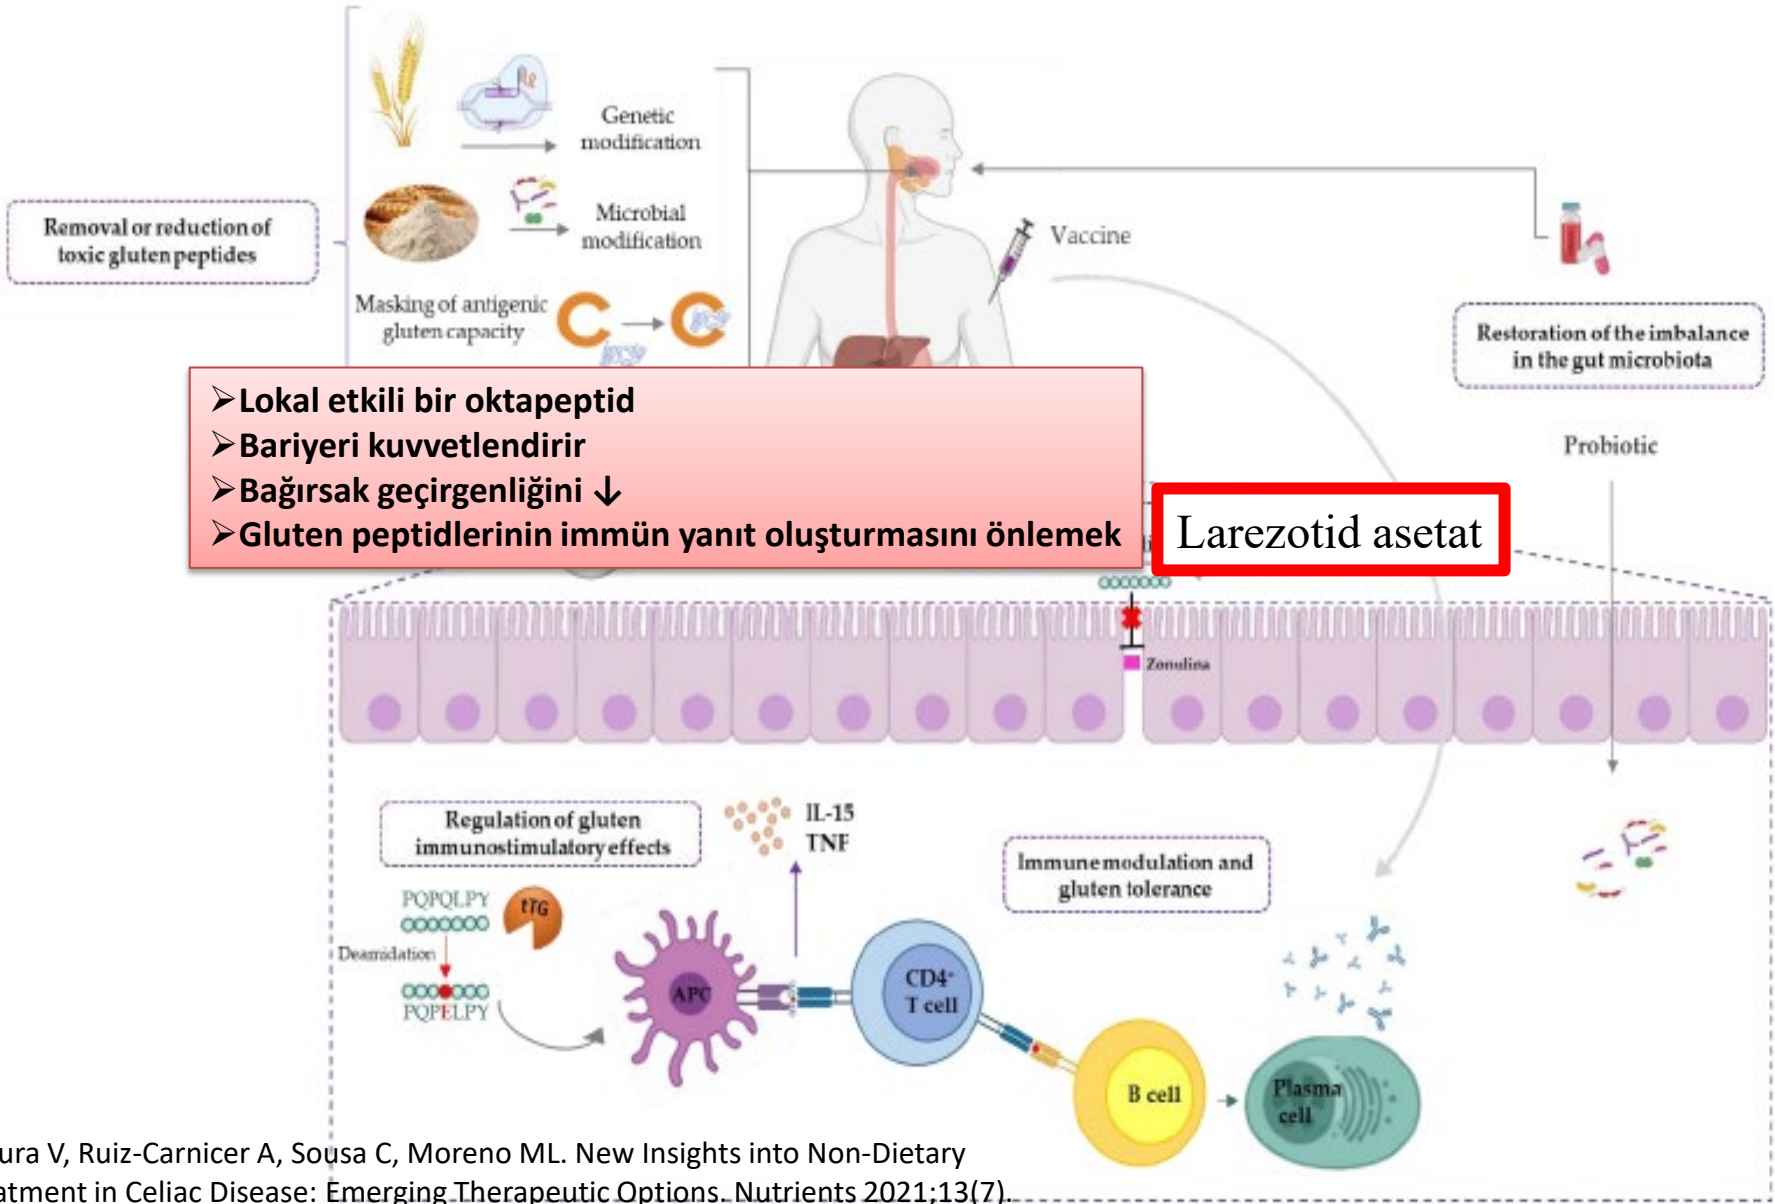 Genetic
modification
Removal or reduction of
toxic gluten peptides
Microbial
modification
Masking of antigenic
gluten capacity
Vaccine
Restoration of the imbalance
in the gut microbiota
Probiotic
➢Lokal etkili bir oktapeptid
➢Bariyeri kuvvetlendirir
➢Bağırsak geçirgenliğini ↓
➢Gluten peptidlerinin immün yanıt oluşturmasını önlemek
Larezotid asetat
Zonulina
Regulation of gluten
immunostimulatory effects
IL-15
TNF
Immune modulation and
gluten tolerance
PQPQLPY
tTG
Deamidation
PQPELPY
APC
CD4+
T cell
B cell
Plasma
cell
ura V, Ruiz-Carnicer A, Sousa C, Moreno ML. New Insights into Non-Dietary
atment in Celiac Disease: Emerging Therapeutic Options. Nutrients 2021;13(7).